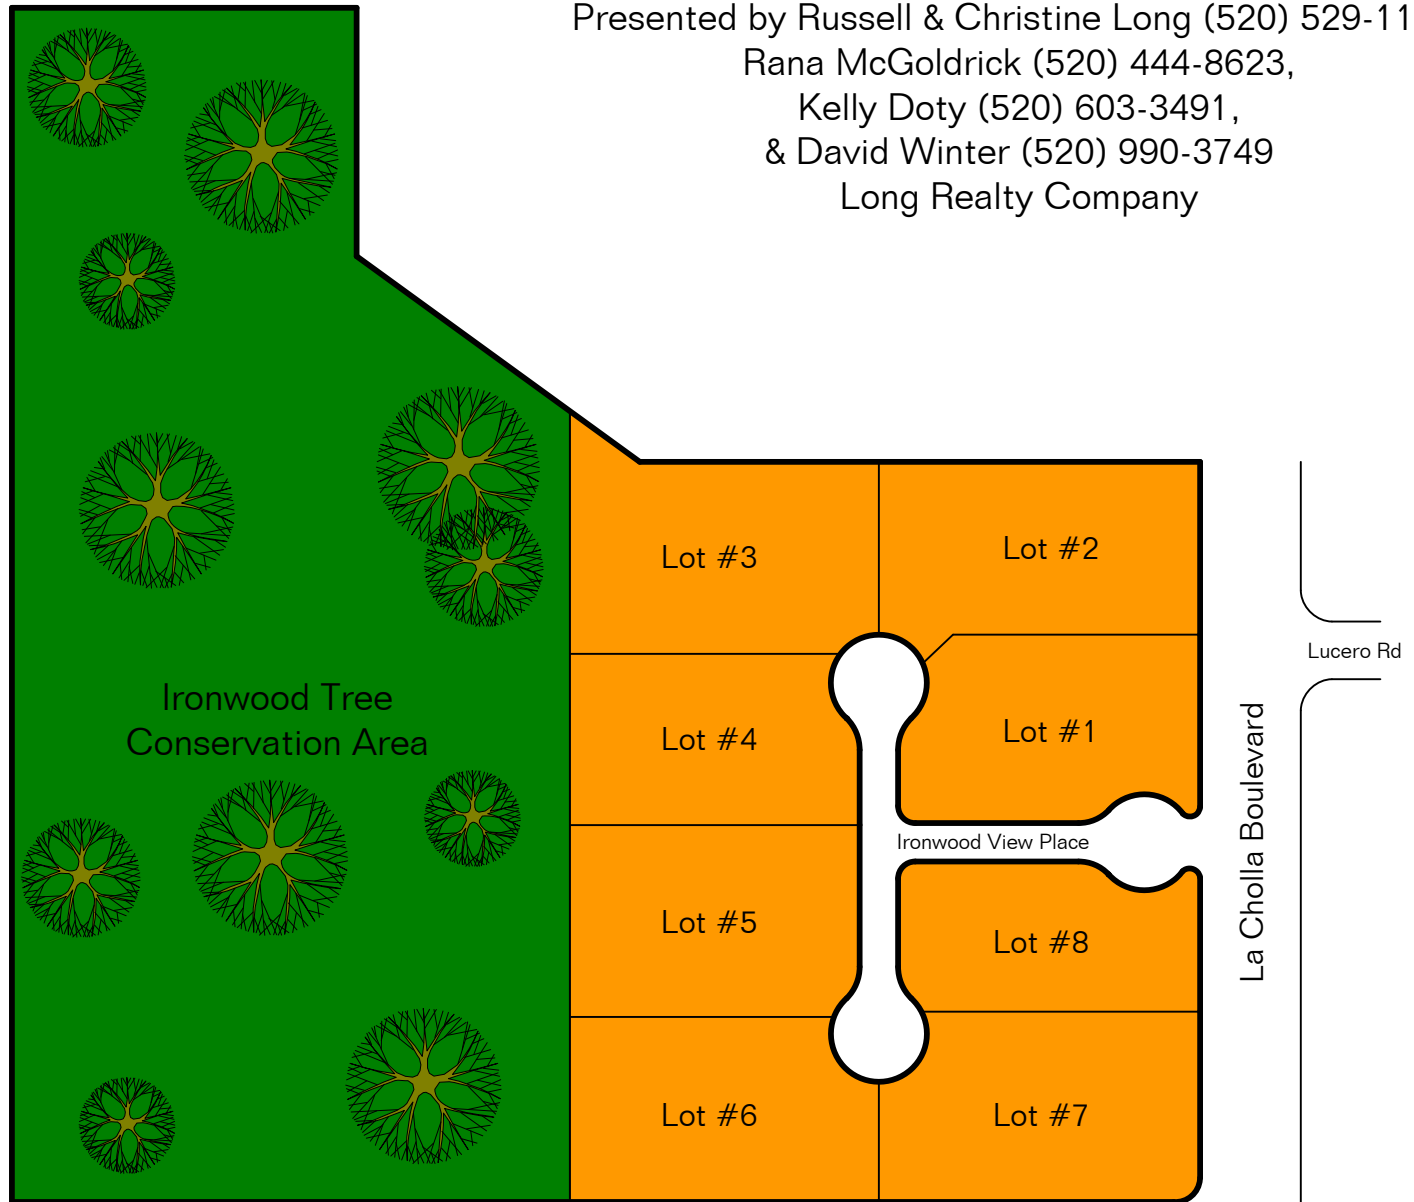 Presented by Russell & Christine Long (520) 529-11
Rana McGoldrick (520) 444-8623,
Kelly Doty (520) 603-3491,
& David Winter (520) 990-3749
Long Realty Company
Lot #3
Lot #2
Lucero Rd
Ironwood Tree
Conservation Area
Lot #4
Lot #1
La Cholla Boulevard
Ironwood View Place
Lot #5
Lot #8
Lot #6
Lot #7